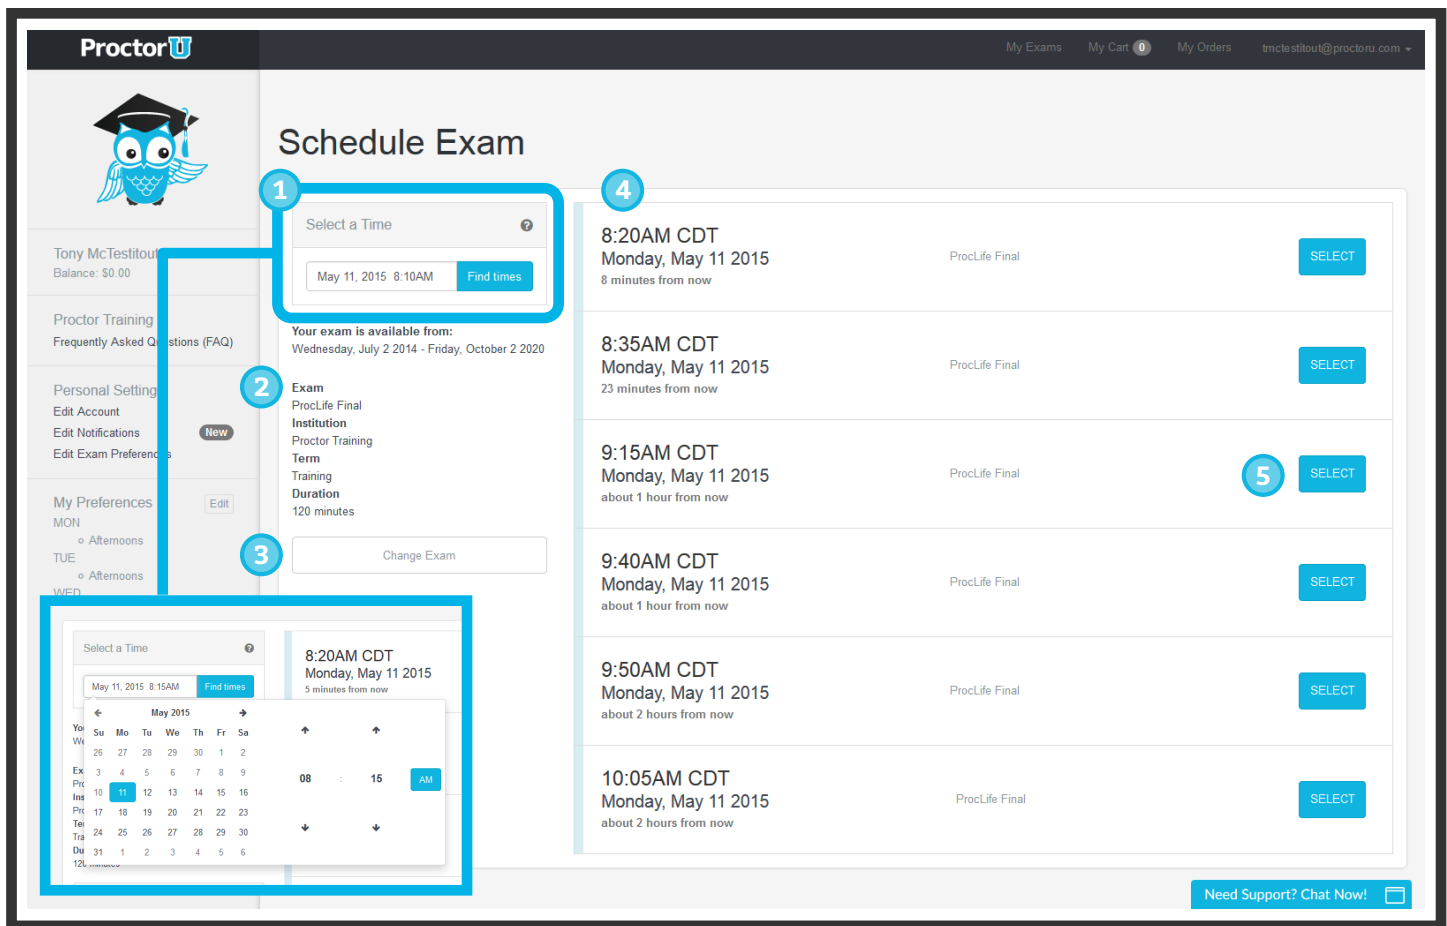 ProctorU
My Exams
My Cart 0
My Orders
tmctestitout@proctoru.com
Schedule Exam
Tony McTestitout
Balance: $0.00
Proctor Training
Frequently Asked Questions (FAQ)
Personal Setting
Edit Account
Edit Notifications New
Edit Exam Preferences
My Preferences Edit
MON
Afternoons
TUE
Afternoons
WED
1
Select a Time ?
May 11, 2015 8:10AM Find times
Your exam is available from:
Wednesday, July 2 2014 - Friday, October 2 2020
2
Exam
ProcLife Final
Institution
Proctor Training
Term
Training
Duration
120 minutes
3
Change Exam
4
8:20AM CDT
Monday, May 11 2015
8 minutes from now
ProcLife Final
SELECT
8:35AM CDT
Monday, May 11 2015
23 minutes from now
ProcLife Final
SELECT
9:15AM CDT
Monday, May 11 2015
about 1 hour from now
ProcLife Final
5
SELECT
9:40AM CDT
Monday, May 11 2015
about 1 hour from now
ProcLife Final
SELECT
9:50AM CDT
Monday, May 11 2015
about 2 hours from now
ProcLife Final
SELECT
10:05AM CDT
Monday, May 11 2015
about 2 hours from now
ProcLife Final
SELECT
Select a Time ?
May 11, 2015 8:15AM Find times
8:20AM CDT
Monday, May 11 2015
5 minutes from now
May 2015
Su Mo Tu We Th Fr Sa
26 27 28 29 30 1 2
3 4 5 6 7 8 9
10 11 12 13 14 15 16
17 18 19 20 21 22 23
24 25 26 27 28 29 30
31 1 2 3 4 5 6
08 : 15 AM
Need Support? Chat Now!